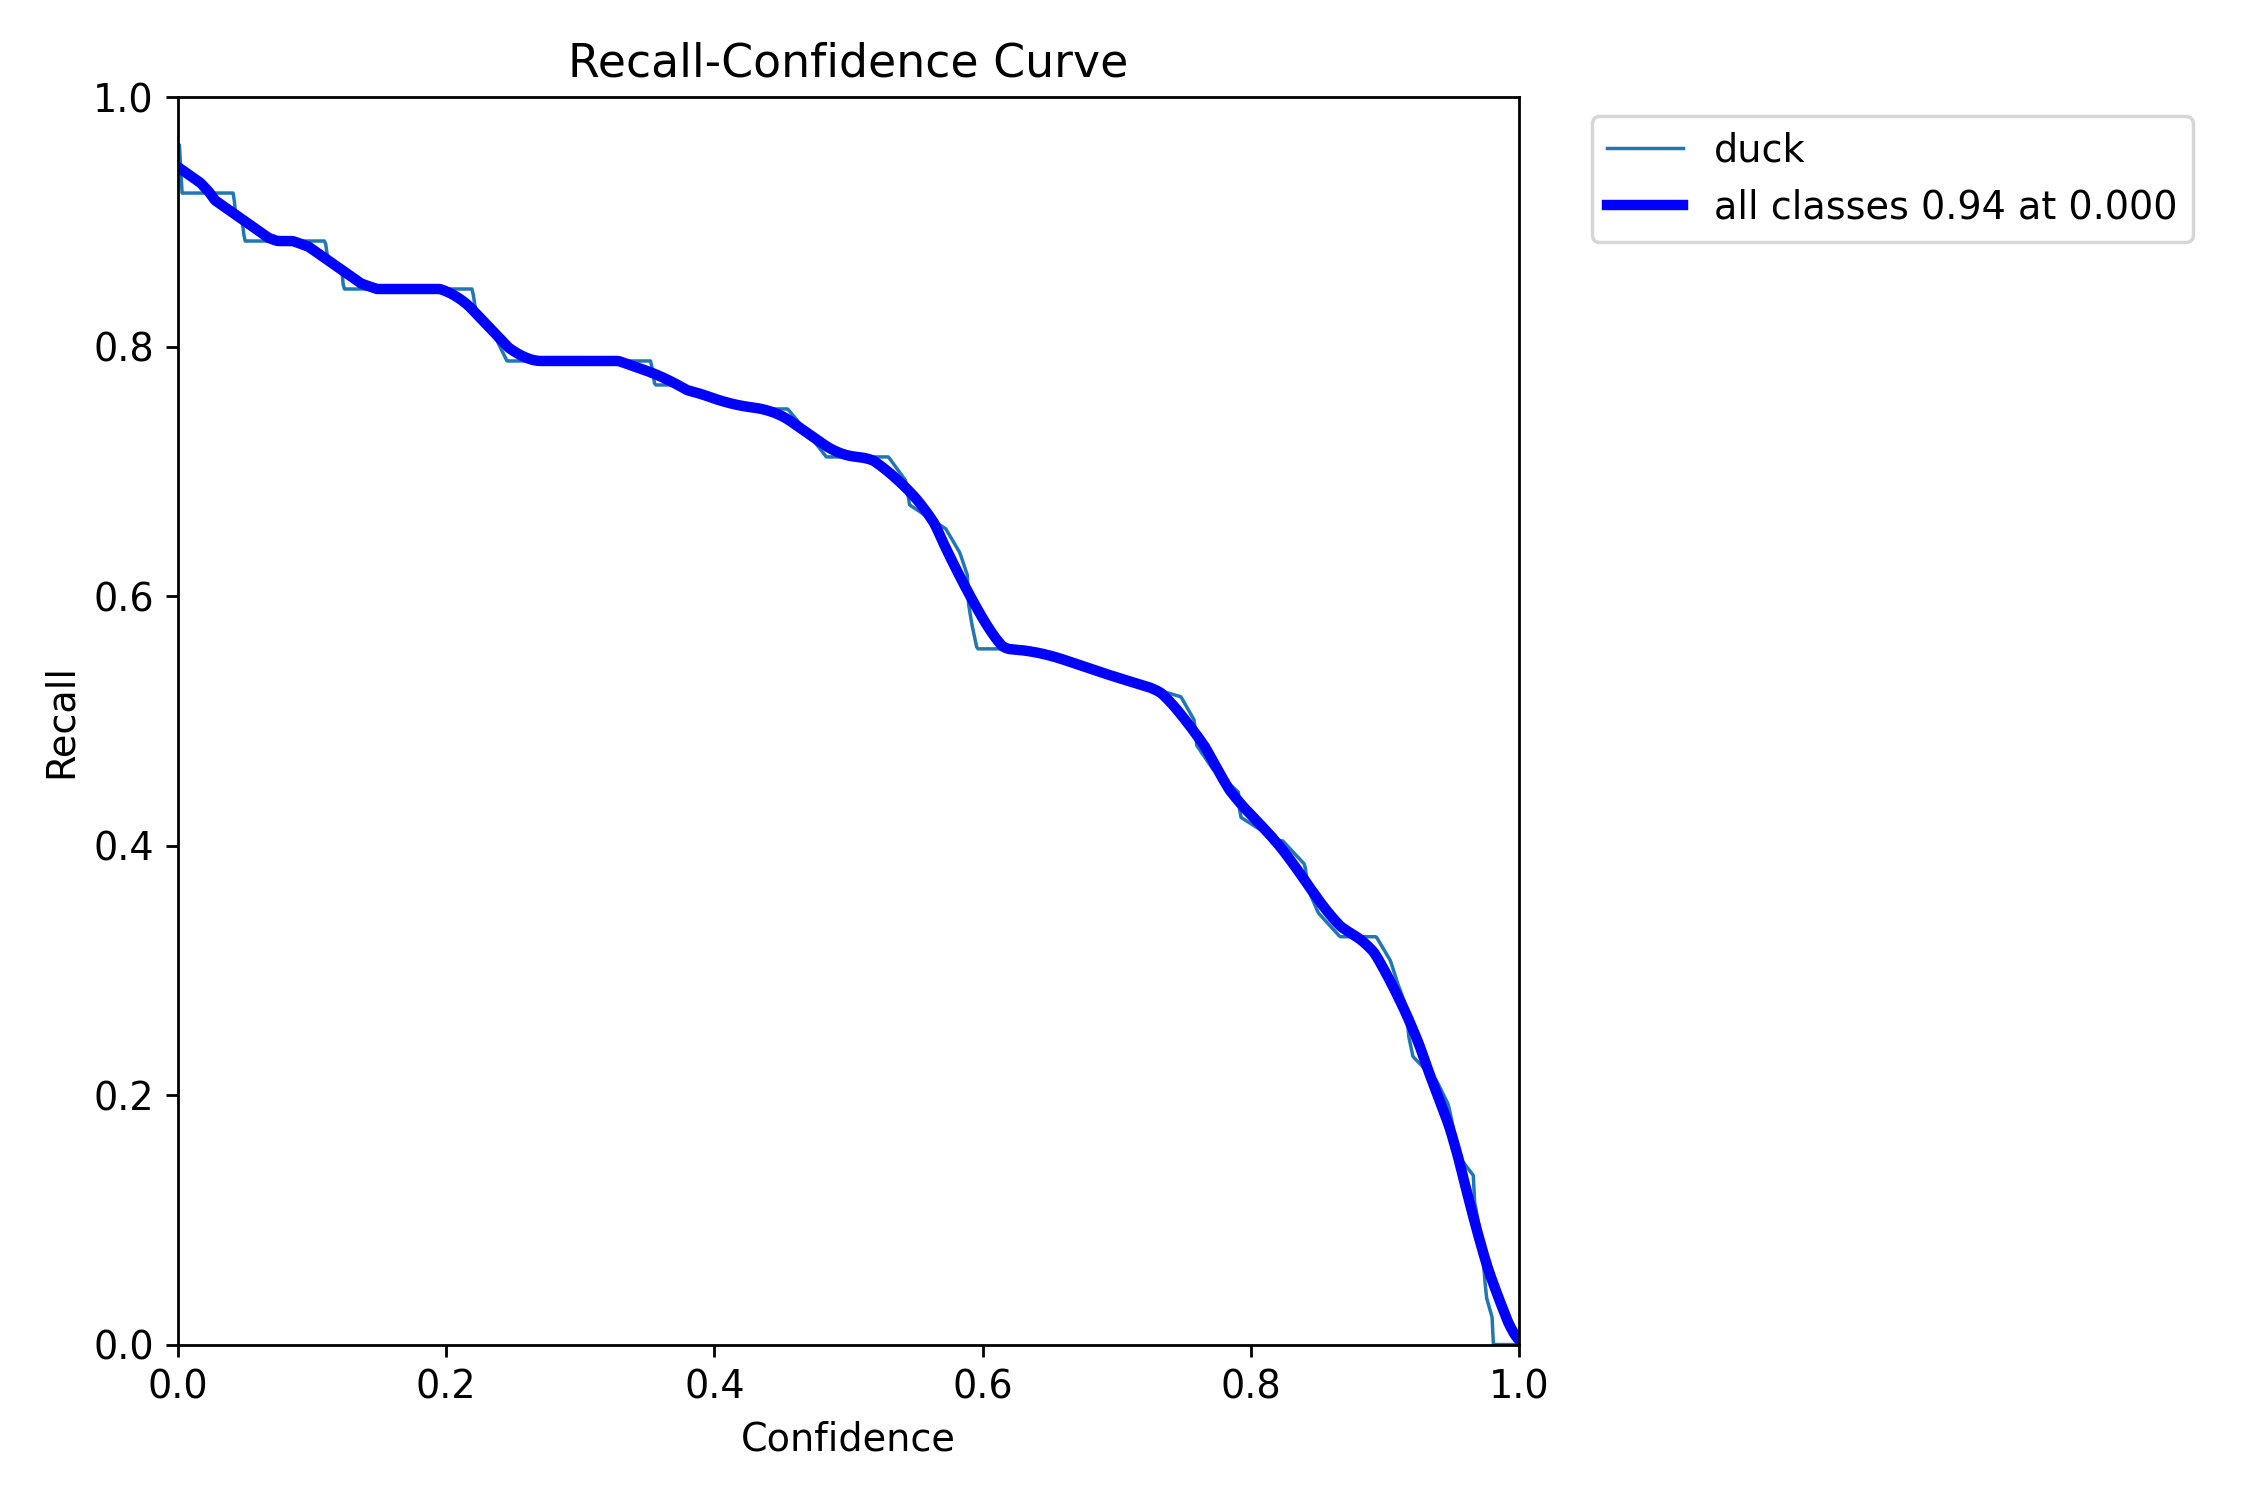 Recall-Confidence Curve
1.0
0.8
0.6
0.4
0.2
0.0
Recall
0.0 0.2 0.4 0.6 0.8 1.0
Confidence
duck
all classes 0.94 at 0.000